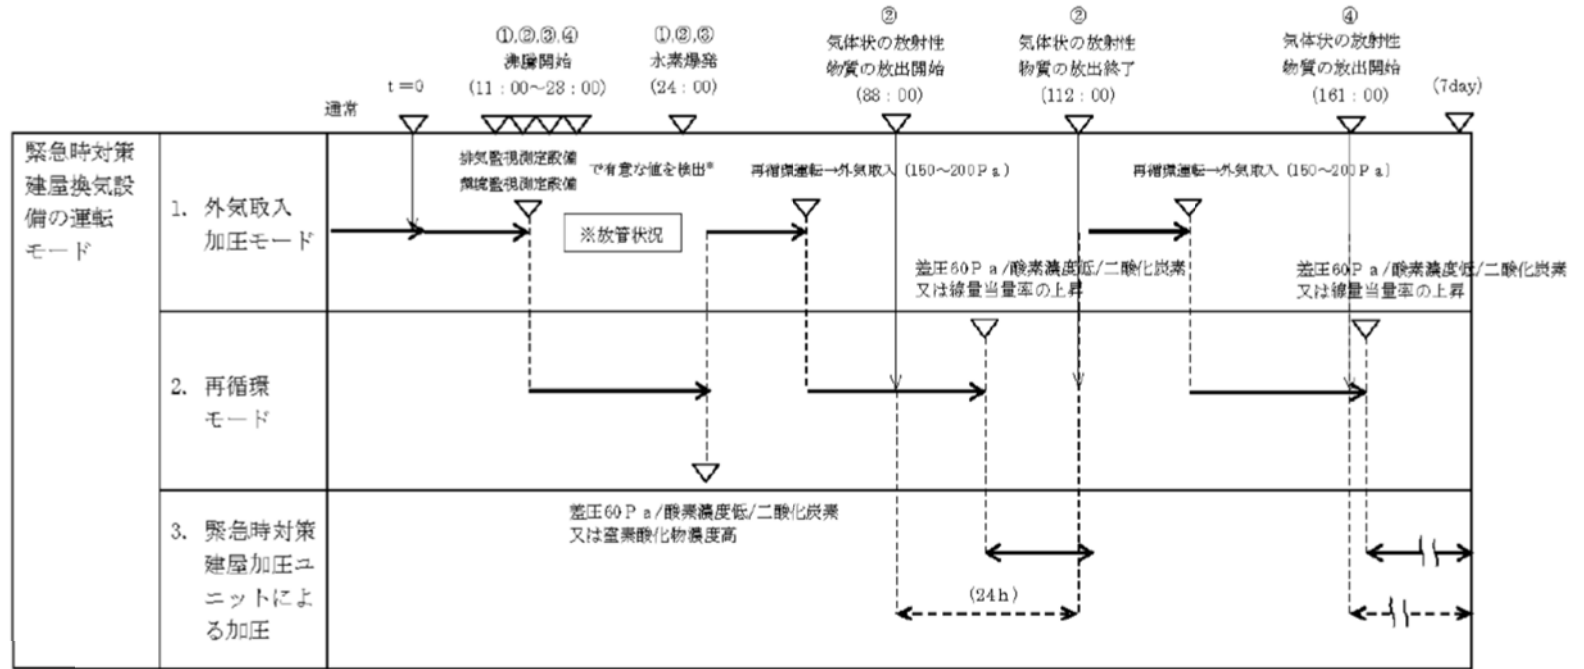 通常
t=0
①,②,③,④
沸騰開始
(11:00～23:00)
①,②,③
水素爆発
(24:00)
②
気体状の放射性
物質の放出開始
(88:00)
②
気体状の放射性
物質の放出終了
(112:00)
④
気体状の放射性
物質の放出開始
(161:00)
(7day)
緊急時対策
建屋換気設
備の運転
モード
1. 外気取入
加圧モード
排気監視測定設備
環境監視測定設備
で有意な値を検出※
※放管状況
再循環運転→外気取入(150～200Pa)
再循環運転→外気取入(150～200Pa)
差圧60Pa/酸素濃度低/二酸化炭素
又は線量当量率の上昇
差圧60Pa/酸素濃度低/二酸化炭素
又は線量当量率の上昇
2. 再循環
モード
3. 緊急時対策
建屋加圧ユ
ニットによ
る加圧
差圧60Pa/酸素濃度低/二酸化炭素
又は窒素酸化物濃度高
(24h)